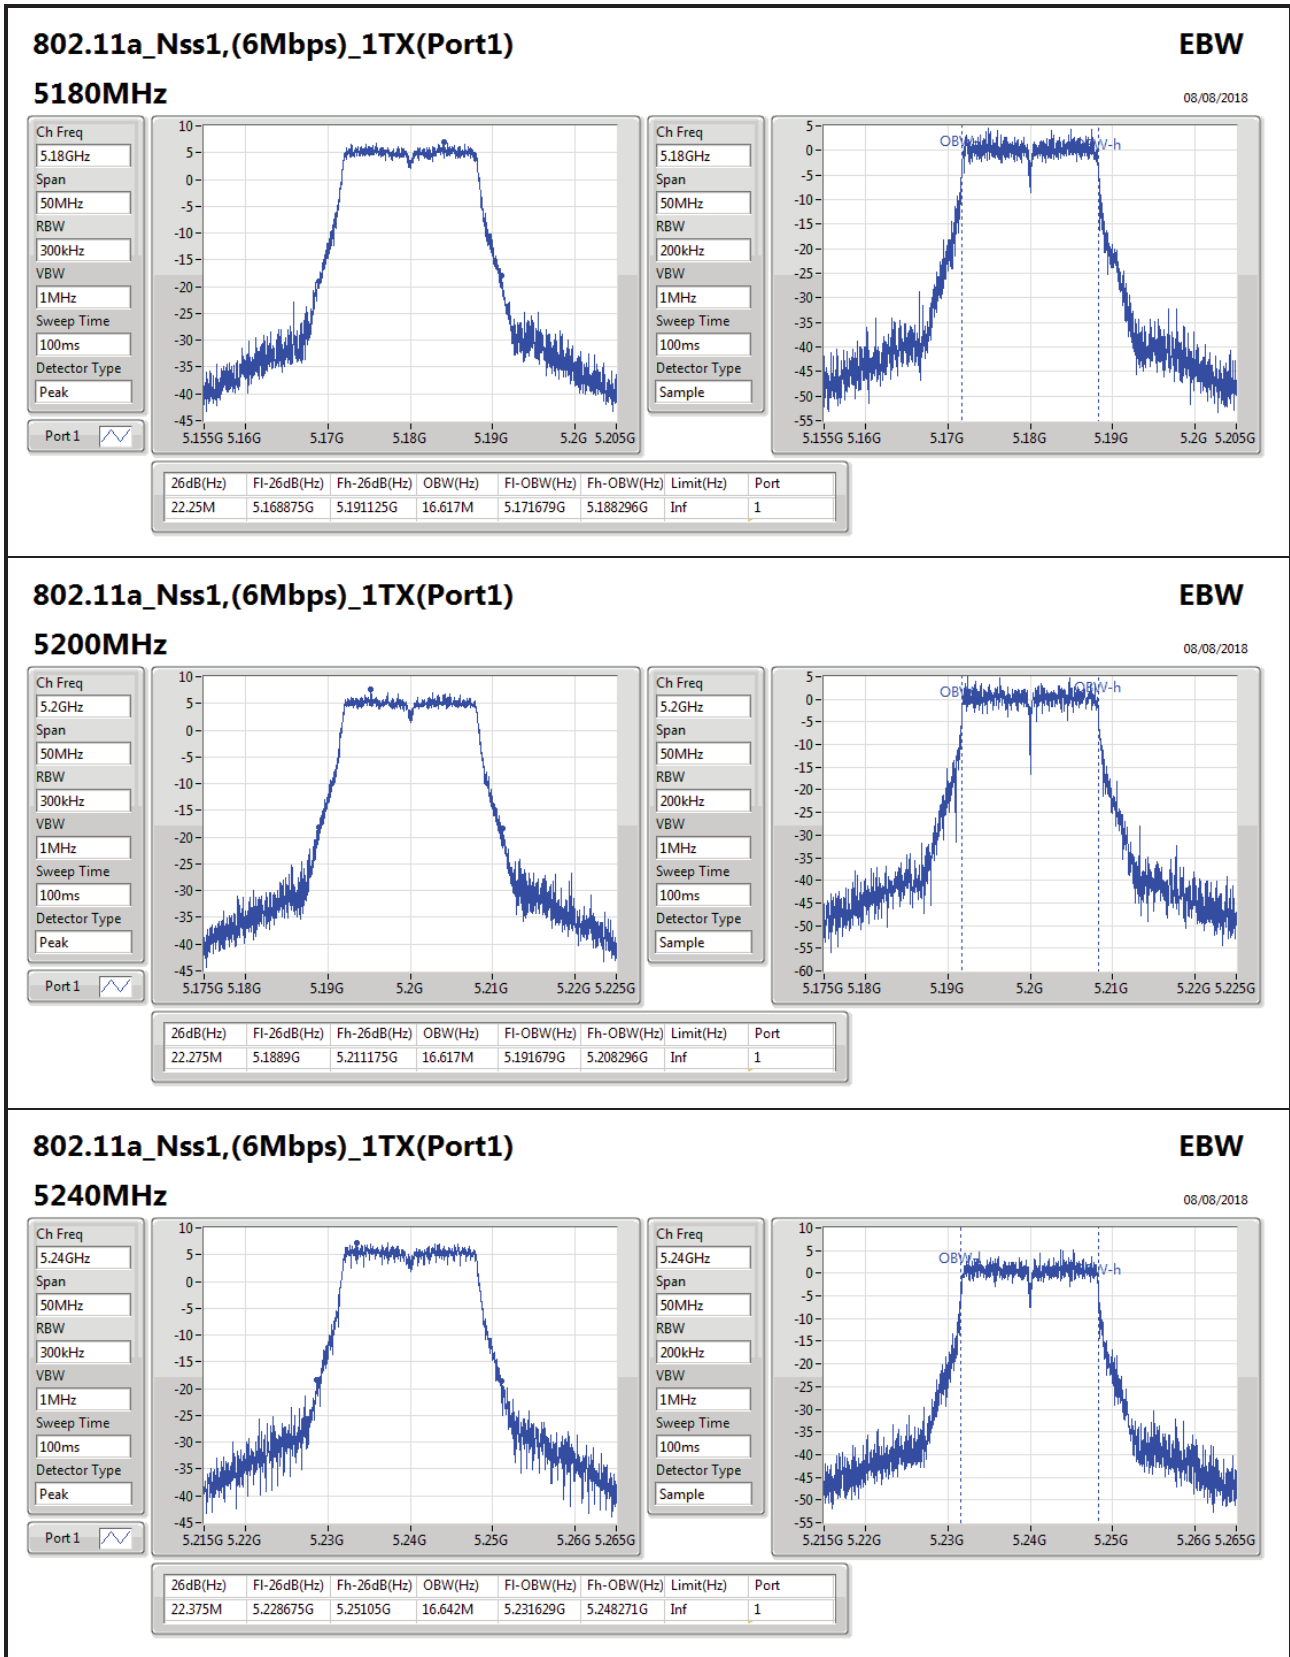 802.11a_Nss1,(6Mbps)_1TX(Port1) EBW
5180MHz 08/08/2018
Ch Freq
5.18GHz
Span
50MHz
RBW
300kHz
VBW
1MHz
Sweep Time
100ms
Detector Type
Peak
Port 1
10
5
0
-5
-10
-15
-20
-25
-30
-35
-40
-45
5.155G 5.16G 5.17G 5.18G 5.19G 5.2G 5.205G
Ch Freq
5.18GHz
Span
50MHz
RBW
200kHz
VBW
1MHz
Sweep Time
100ms
Detector Type
Sample
5
0
-5
-10
-15
-20
-25
-30
-35
-40
-45
-50
-55
5.155G 5.16G 5.17G 5.18G 5.19G 5.2G 5.205G
26dB(Hz) Fl-26dB(Hz) Fh-26dB(Hz) OBW(Hz) Fl-OBW(Hz) Fh-OBW(Hz) Limit(Hz) Port
22.25M 5.168875G 5.191125G 16.617M 5.171679G 5.188296G Inf 1
802.11a_Nss1,(6Mbps)_1TX(Port1) EBW
5200MHz 08/08/2018
Ch Freq
5.2GHz
Span
50MHz
RBW
300kHz
VBW
1MHz
Sweep Time
100ms
Detector Type
Peak
Port 1
10
5
0
-5
-10
-15
-20
-25
-30
-35
-40
-45
5.175G 5.18G 5.19G 5.2G 5.21G 5.22G 5.225G
Ch Freq
5.2GHz
Span
50MHz
RBW
200kHz
VBW
1MHz
Sweep Time
100ms
Detector Type
Sample
5
0
-5
-10
-15
-20
-25
-30
-35
-40
-45
-50
-55
-60
OBW-h
5.175G 5.18G 5.19G 5.2G 5.21G 5.22G 5.225G
26dB(Hz) Fl-26dB(Hz) Fh-26dB(Hz) OBW(Hz) Fl-OBW(Hz) Fh-OBW(Hz) Limit(Hz) Port
22.275M 5.1889G 5.211175G 16.617M 5.191679G 5.208296G Inf 1
802.11a_Nss1,(6Mbps)_1TX(Port1) EBW
5240MHz 08/08/2018
Ch Freq
5.24GHz
Span
50MHz
RBW
300kHz
VBW
1MHz
Sweep Time
100ms
Detector Type
Peak
Port 1
10
5
0
-5
-10
-15
-20
-25
-30
-35
-40
-45
5.215G 5.22G 5.23G 5.24G 5.25G 5.26G 5.265G
Ch Freq
5.24GHz
Span
50MHz
RBW
200kHz
VBW
1MHz
Sweep Time
100ms
Detector Type
Sample
10
5
0
-5
-10
-15
-20
-25
-30
-35
-40
-45
-50
-55
5.215G 5.22G 5.23G 5.24G 5.25G 5.26G 5.265G
26dB(Hz) Fl-26dB(Hz) Fh-26dB(Hz) OBW(Hz) Fl-OBW(Hz) Fh-OBW(Hz) Limit(Hz) Port
22.375M 5.228675G 5.25105G 16.642M 5.231629G 5.248271G Inf 1